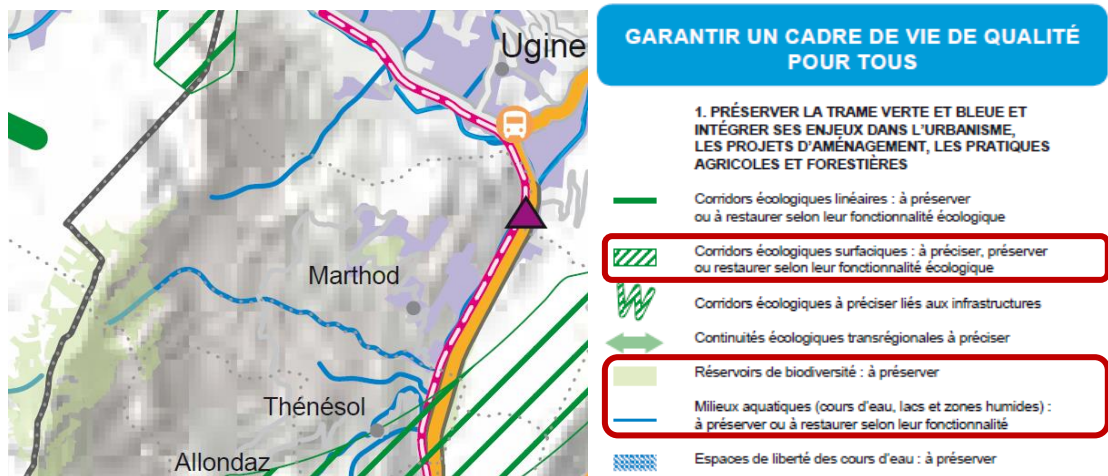 Ugine
Marthod
Thénésol
Allondaz
GARANTIR UN CADRE DE VIE DE QUALITÉ
POUR TOUS
1. PRÉSERVER LA TRAME VERTE ET BLEUE ET
INTÉGRER SES ENJEUX DANS L'URBANISME,
LES PROJETS D'AMÉNAGEMENT, LES PRATIQUES
AGRICOLES ET FORESTIÈRES
Corridors écologiques linéaires : à préserver
ou à restaurer selon leur fonctionnalité écologique
Corridors écologiques surfaciques : à préciser, préserver
ou restaurer selon leur fonctionnalité écologique
Corridors écologiques à préciser liés aux infrastructures
Continuités écologiques transrégionales à préciser
Réservoirs de biodiversité : à préserver
Milieux aquatiques (cours d'eau, lacs et zones humides) :
à préserver ou à restaurer selon leur fonctionnalité
Espaces de liberté des cours d'eau : à préserver